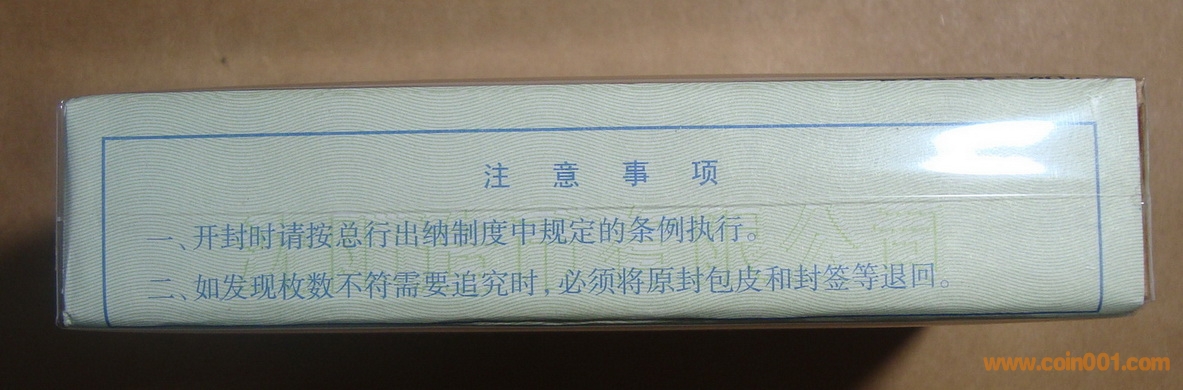 注意事项
一、开封时请按总行出纳制度中规定的条例执行。
二、如发现枚数不符需要追究时,必须将原封包皮和封签等退回。
www.coin001.com